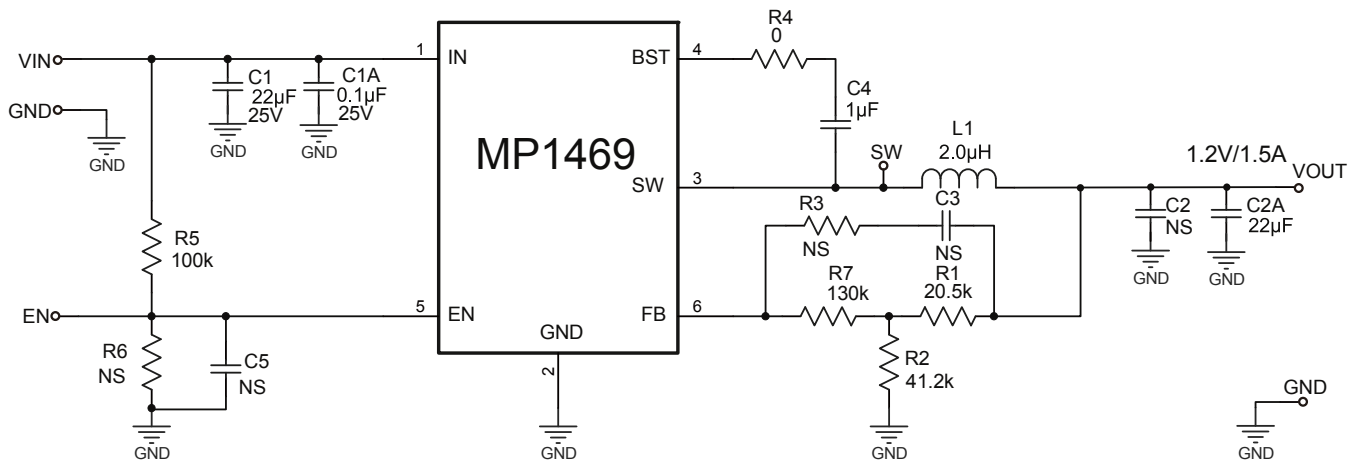 VIN
GND
GND
C1
22μF
25V
GND
C1A
0.1μF
25V
GND
R5
100k
EN
R6
NS
C5
NS
GND
1
IN
5
EN
MP1469
GND
2
GND
BST
4
SW
3
FB
6
R4
0
C4
1μF
SW
L1
2.0μH
R3
NS
C3
NS
R7
130k
R1
20.5k
R2
41.2k
GND
1.2V/1.5A
VOUT
C2
NS
GND
C2A
22μF
GND
GND
GND